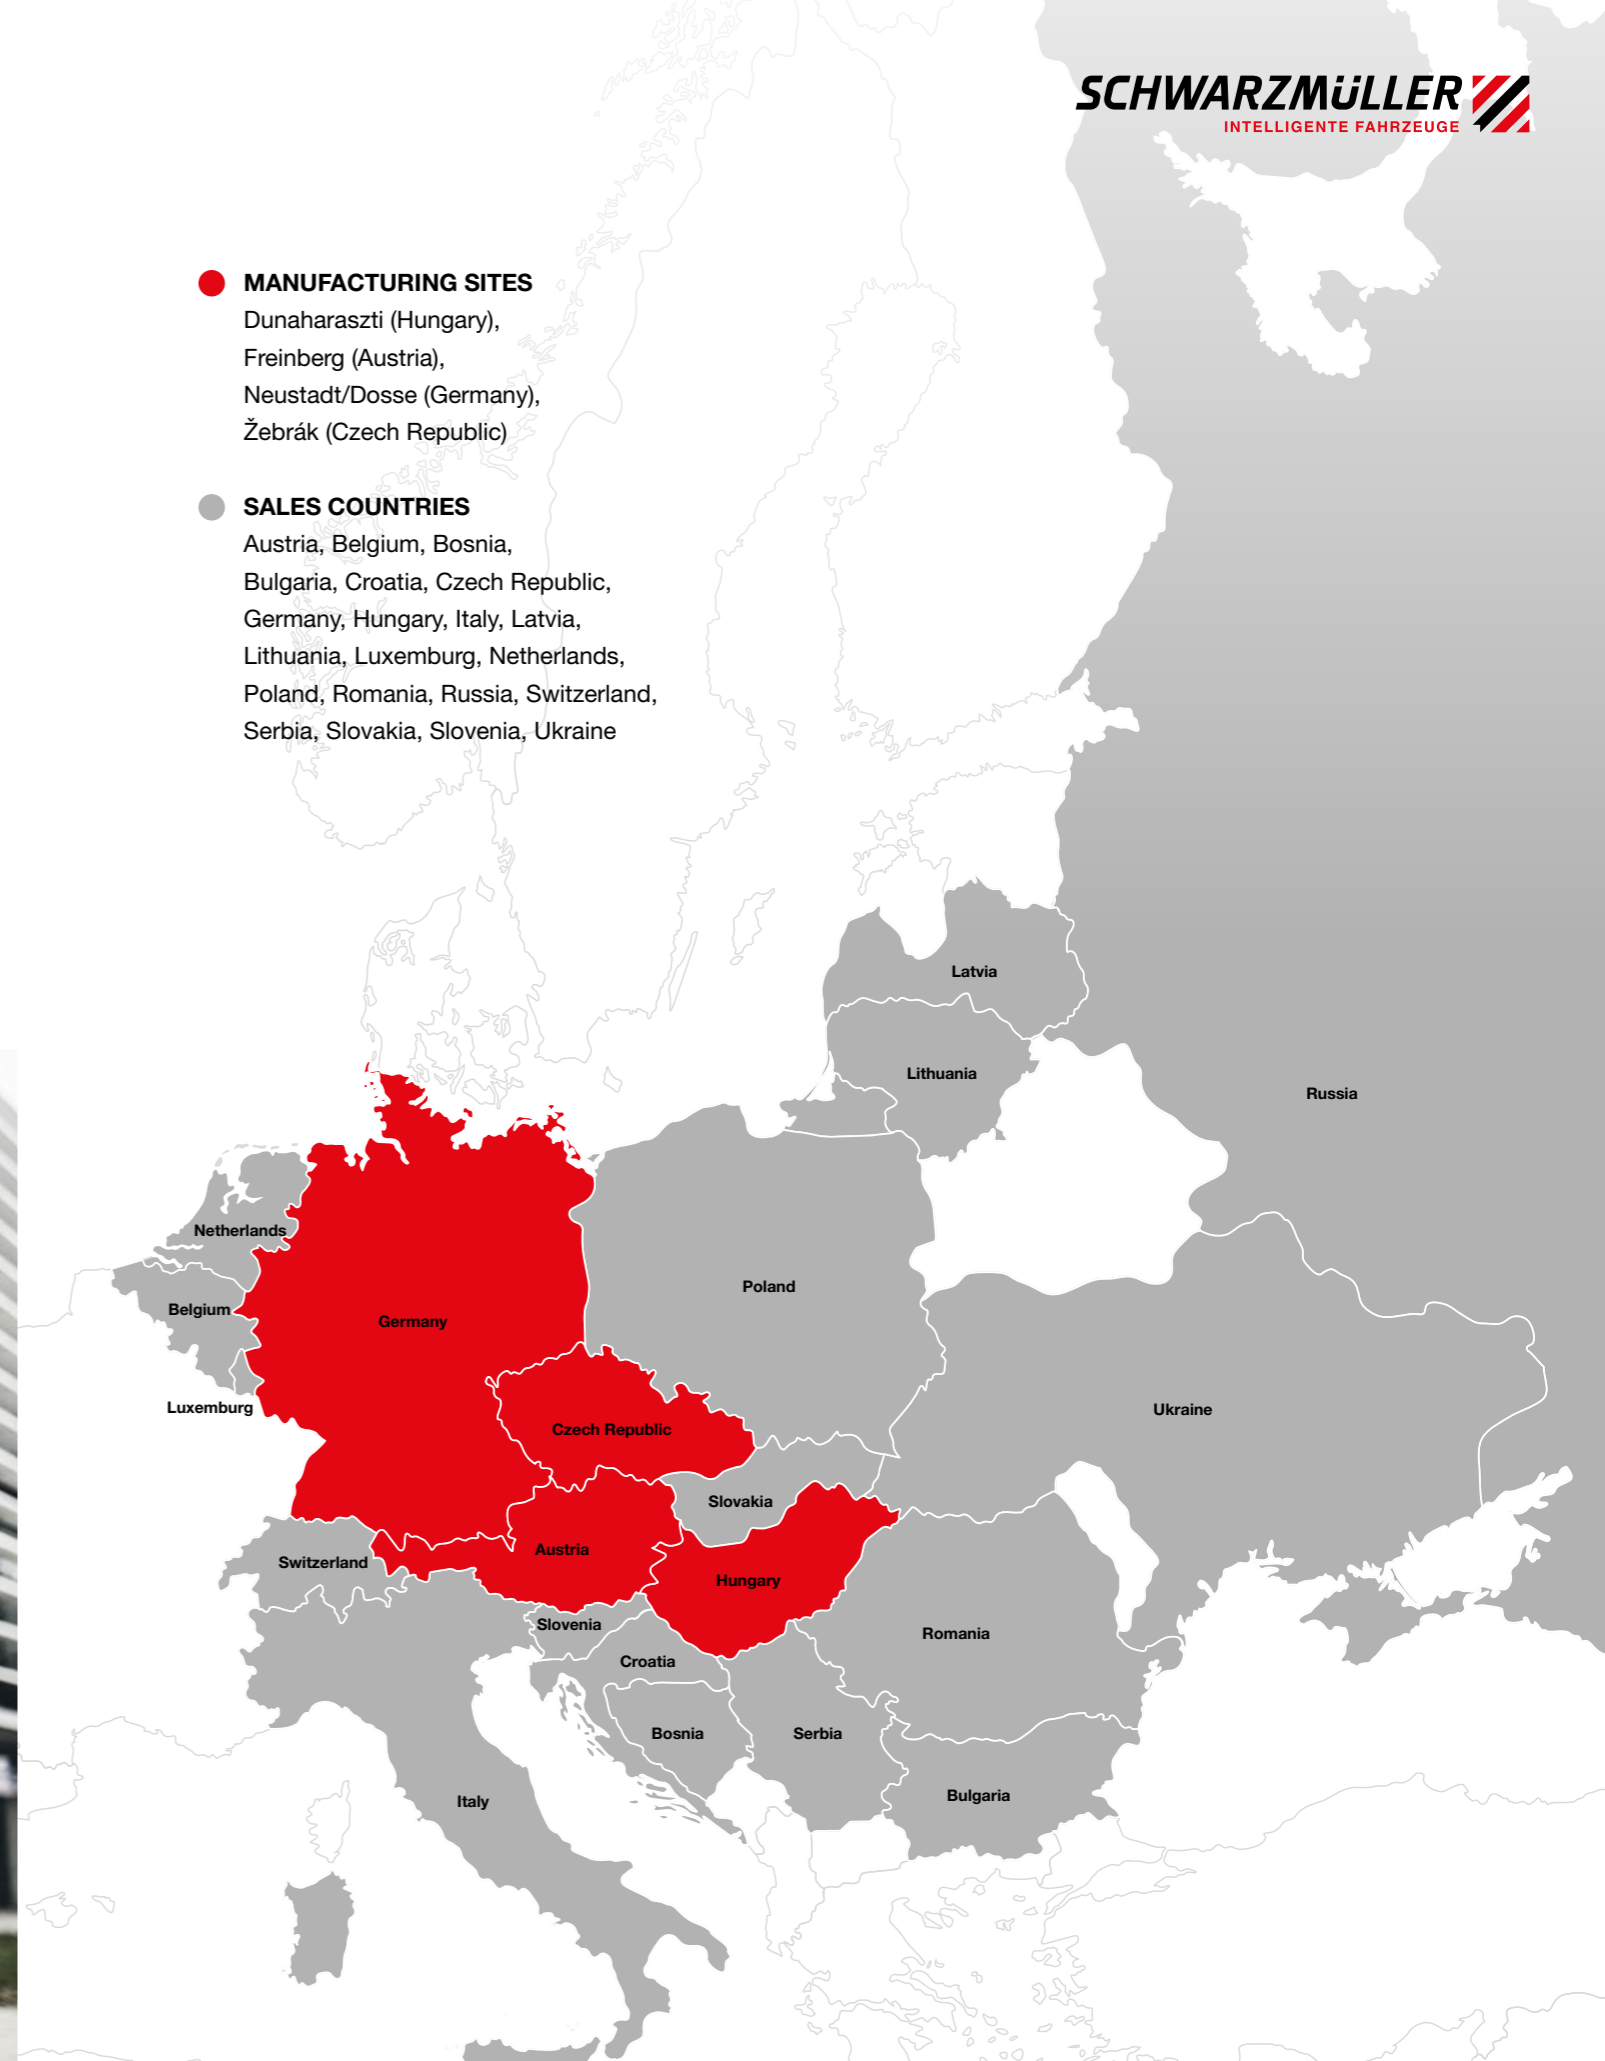 SCHWARZMÜLLER
INTELLIGENTE FAHRZEUGE
MANUFACTURING SITES
Dunaharaszti (Hungary),
Freinberg (Austria),
Neustadt/Dosse (Germany),
Žebrák (Czech Republic)
SALES COUNTRIES
Austria, Belgium, Bosnia,
Bulgaria, Croatia, Czech Republic,
Germany, Hungary, Italy, Latvia,
Lithuania, Luxemburg, Netherlands,
Poland, Romania, Russia, Switzerland,
Serbia, Slovakia, Slovenia, Ukraine
Latvia
Lithuania
Russia
Netherlands
Poland
Belgium
Germany
Luxemburg
Ukraine
Czech Republic
Slovakia
Austria
Switzerland
Hungary
Slovenia
Romania
Croatia
Bosnia
Serbia
Bulgaria
Italy